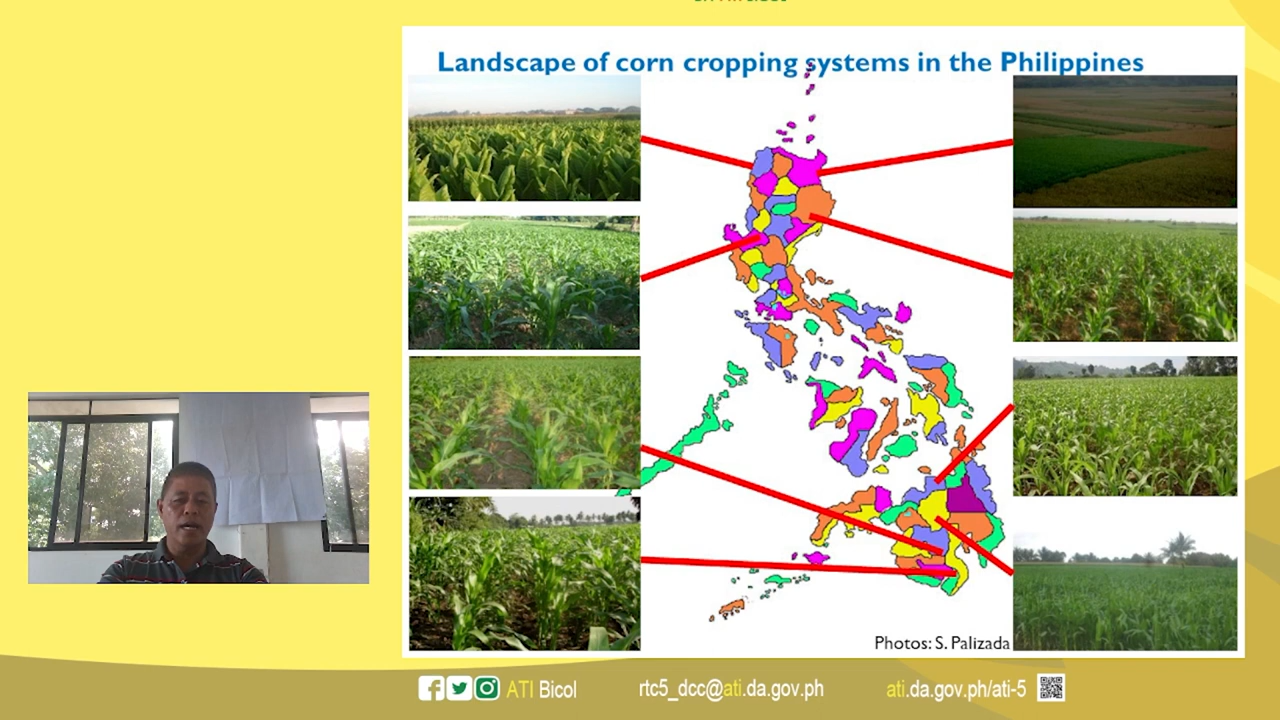 Landscape of corn cropping systems in the Philippines
Photos: S. Palizada
ATI Bicol
rtc5_dcc@ati.da.gov.ph
ati.da.gov.ph/ati-5